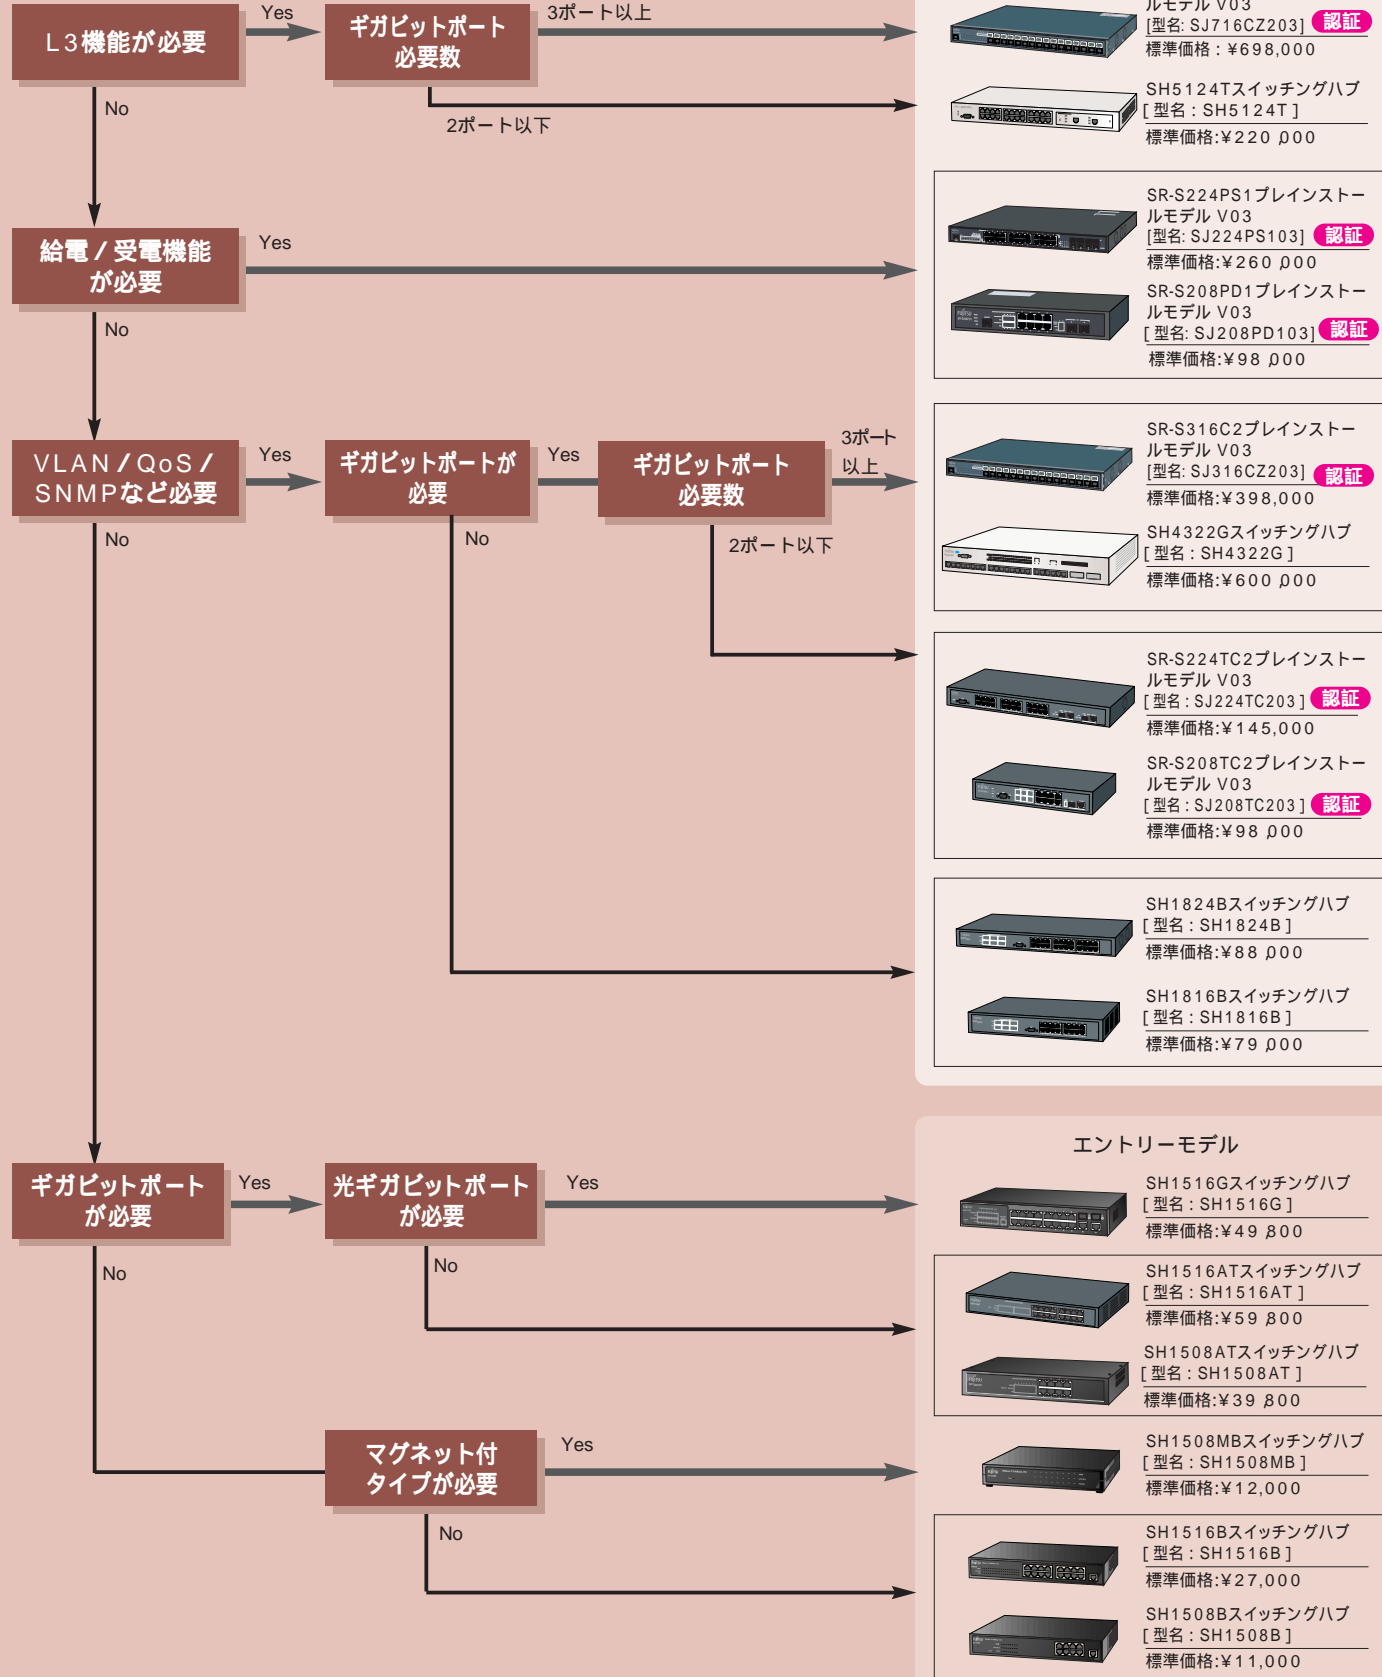 L3機能が必要
Yes
No
ギガビットポート
必要数
3ポート以上
2ポート以下
ルモデル V03
[型名: SJ716CZ203] 認証
標準価格：¥698,000
SH5124Tスイッチングハブ
[型名：SH5124T]
標準価格:¥220,000
給電／受電機能
が必要
Yes
No
SR-S224PS1プレインストー
ルモデル V03
[型名: SJ224PS103] 認証
標準価格:¥260,000
SR-S208PD1プレインストー
ルモデル V03
[型名: SJ208PD103] 認証
標準価格:¥98,000
VLAN／QoS／
SNMPなど必要
Yes
No
ギガビットポートが
必要
Yes
No
ギガビットポート
必要数
3ポート
以上
2ポート以下
SR-S316C2プレインストー
ルモデル V03
[型名: SJ316CZ203] 認証
標準価格:¥398,000
SH4322Gスイッチングハブ
[型名：SH4322G]
標準価格:¥600,000
SR-S224TC2プレインストー
ルモデル V03
[型名：SJ224TC203] 認証
標準価格:¥145,000
SR-S208TC2プレインストー
ルモデル V03
[型名：SJ208TC203] 認証
標準価格:¥98,000
SH1824Bスイッチングハブ
[型名：SH1824B]
標準価格:¥88,000
SH1816Bスイッチングハブ
[型名：SH1816B]
標準価格:¥79,000
エントリーモデル
ギガビットポート
が必要
Yes
No
光ギガビットポート
が必要
Yes
No
SH1516Gスイッチングハブ
[型名：SH1516G]
標準価格:¥49,800
SH1516ATスイッチングハブ
[型名：SH1516AT]
標準価格:¥59,800
SH1508ATスイッチングハブ
[型名：SH1508AT]
標準価格:¥39,800
マグネット付
タイプが必要
Yes
No
SH1508MBスイッチングハブ
[型名：SH1508MB]
標準価格:¥12,000
SH1516Bスイッチングハブ
[型名：SH1516B]
標準価格:¥27,000
SH1508Bスイッチングハブ
[型名：SH1508B]
標準価格:¥11,000